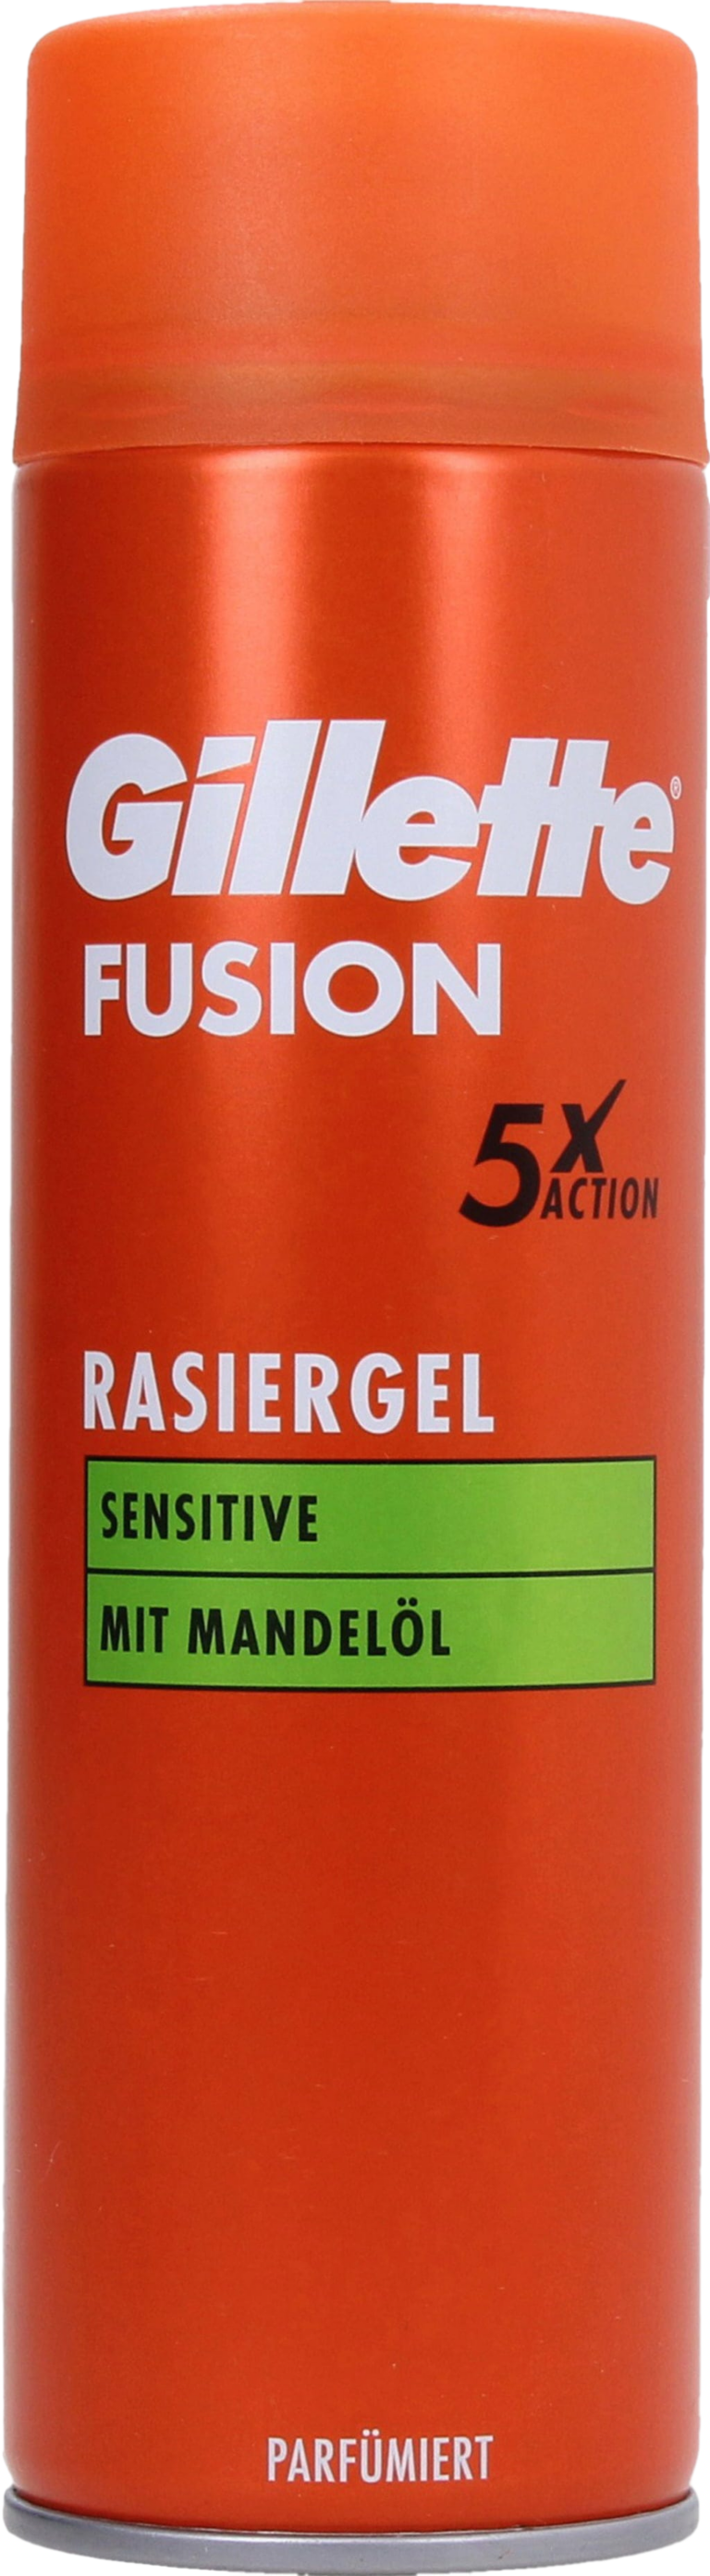 Gillette®
FUSION
5X
ACTION
RASIERGEL
SENSITIVE
MIT MANDELÖL
PARFÜMIERT